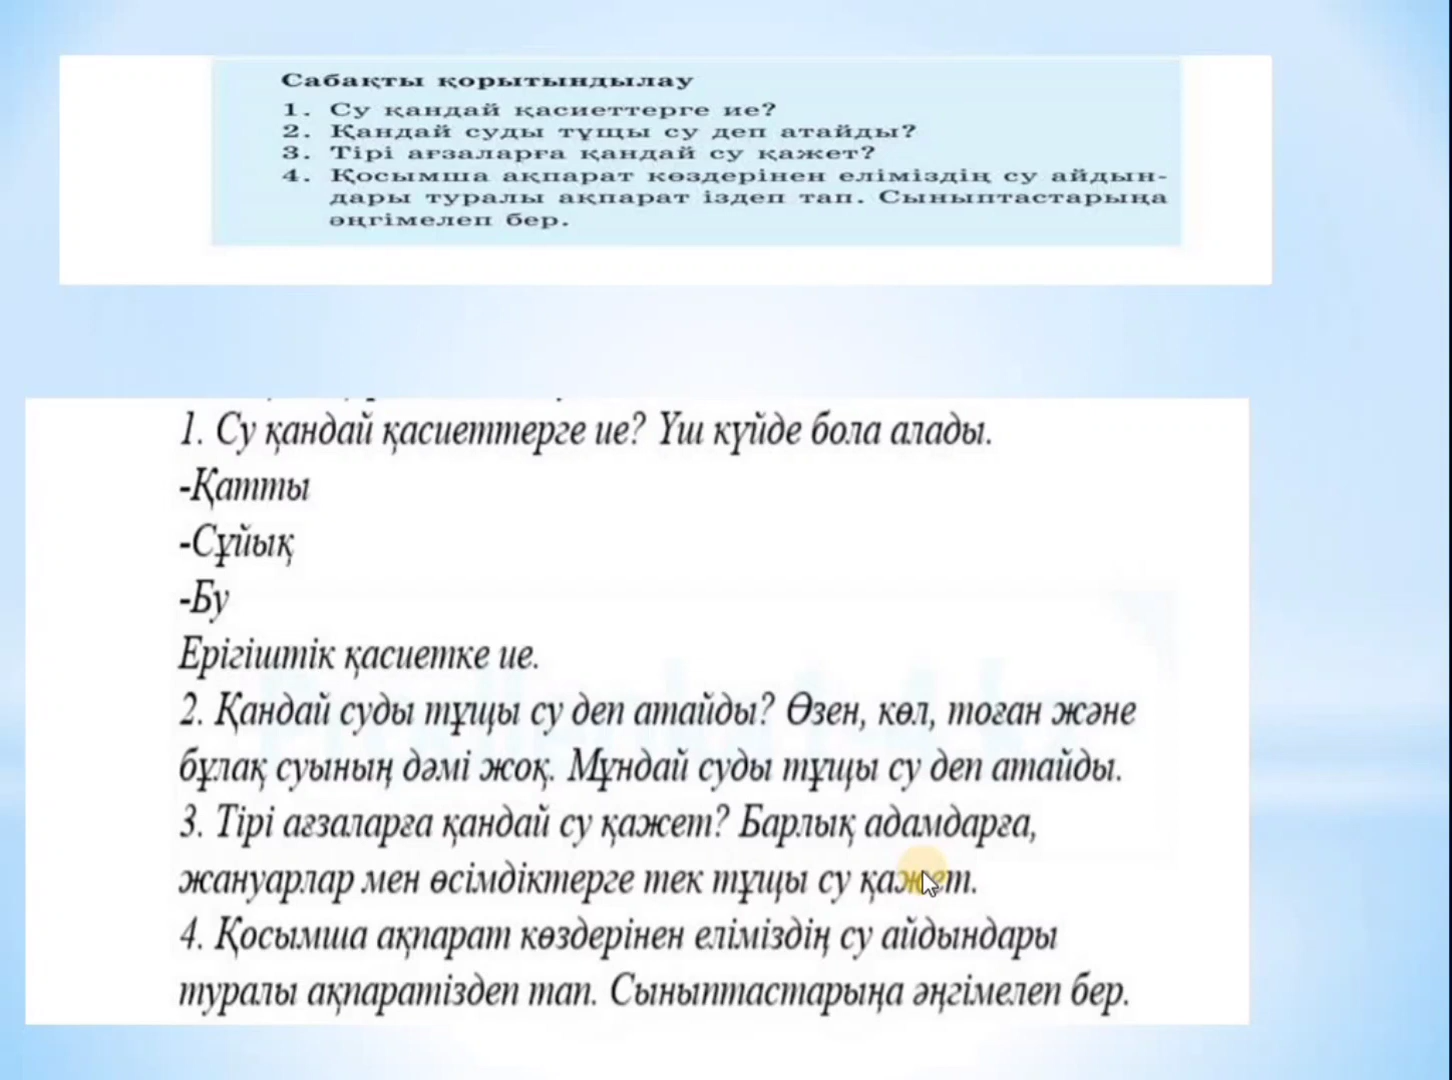 Сабақты қорытындылау
1. Су қандай қасиеттерге ие?
2. Қандай суды тұщы су деп атайды?
3. Тірі ағзаларға қандай су қажет?
4. Қосымша ақпарат көздерінен еліміздің су айдын-
дары туралы ақпарат іздеп тап. Сыныптастарыңа
әңгімелеп бер.
1. Су қандай қасиеттерге ие? Үш күйде бола алады.
-Қатты
-Сұйық
-Бу
Ерігіштік қасиетке ие.
2. Қандай суды тұщы су деп атайды? Өзен, көл, тоған және
бұлақ суының дәмі жоқ. Мұндай суды тұщы су деп атайды.
3. Тірі ағзаларға қандай су қажет? Барлық адамдарға,
жануарлар мен өсімдіктерге тек тұщы су қажет.
4. Қосымша ақпарат көздерінен еліміздің су айдындары
туралы ақпаратіздеп тап. Сыныптастарыңа әңгімелеп бер.